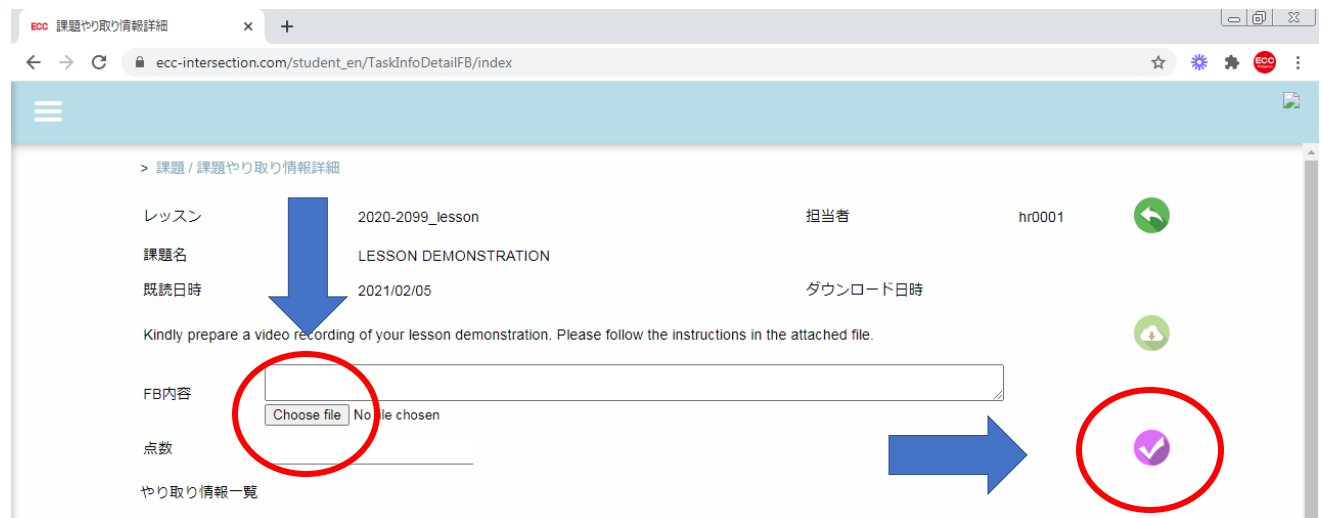 ECC 課題やり取り情報詳細
ecc-intersection.com/student_en/TaskInfoDetailFB/index
ECC
> 課題 / 課題やり取り情報詳細
レッスン 2020-2099_lesson 担当者 hr0001
課題名 LESSON DEMONSTRATION
既読日時 2021/02/05 ダウンロード日時
Kindly prepare a video recording of your lesson demonstration. Please follow the instructions in the attached file.
FB内容
Choose file No file chosen
点数
やり取り情報一覧